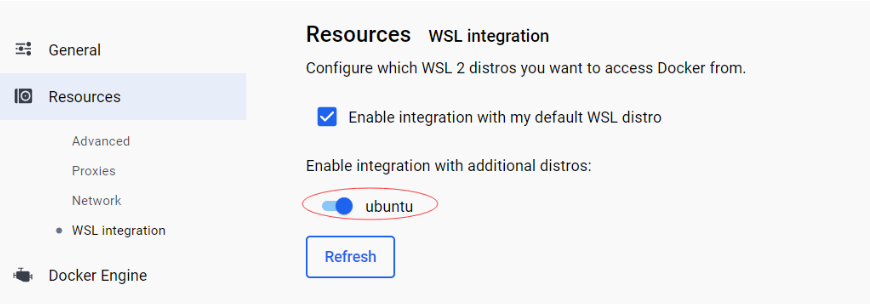 General
Resources
Advanced
Proxies
Network
WSL integration
Docker Engine
Resources WSL integration
Configure which WSL 2 distros you want to access Docker from.
Enable integration with my default WSL distro
Enable integration with additional distros:
ubuntu
Refresh